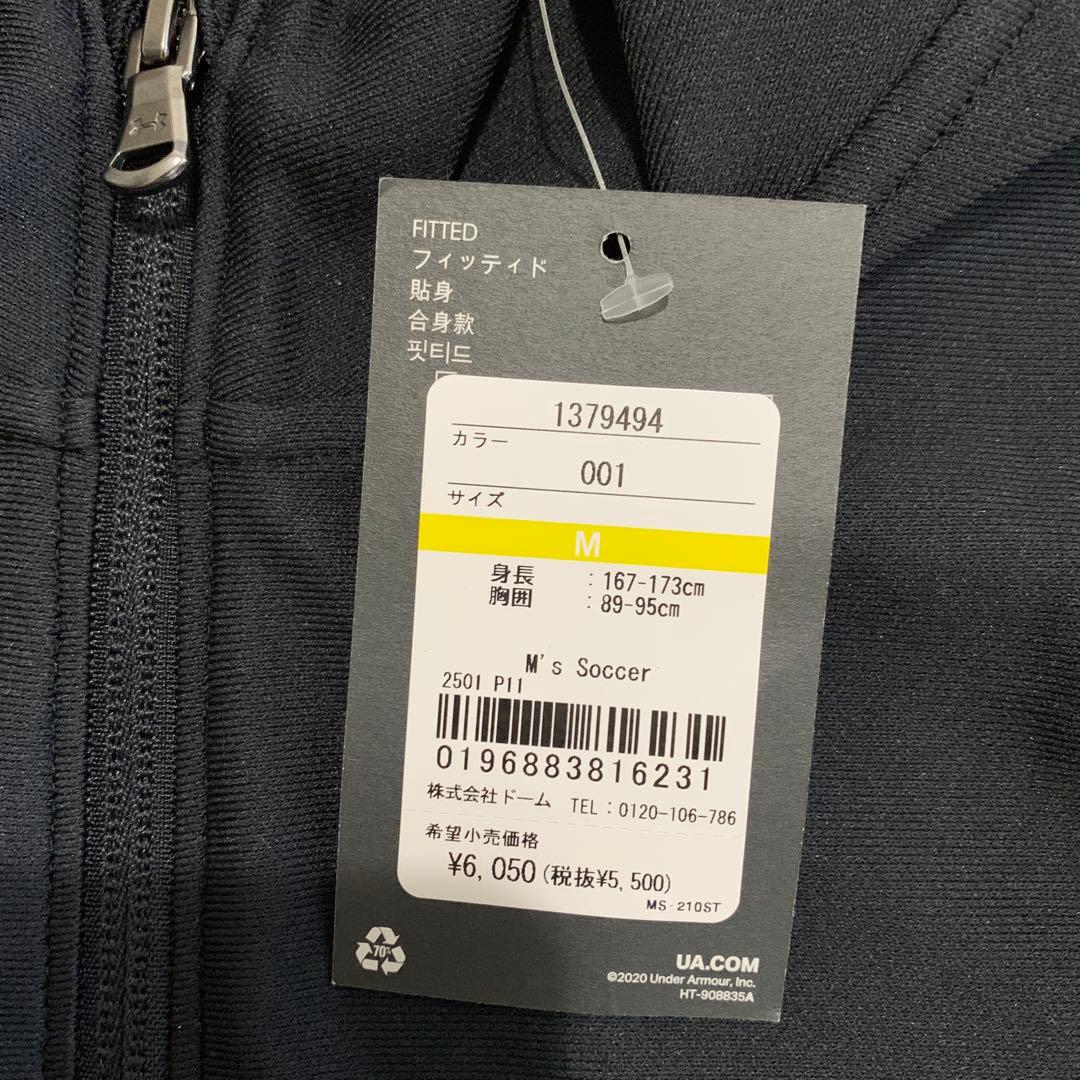 FITTED
フィッティド
貼身
合身款
핏티드
1379494
カラー
001
サイズ
M
身長 : 167-173cm
胸囲 : 89-95cm
M's Soccer
2501 P11
0196883816231
株式会社ドーム TEL : 0120-106-786
希望小売価格
¥6,050 (税抜¥5,500)
MS-210ST
70%
UA.COM
©2020 Under Armour, Inc.
HT-908835A